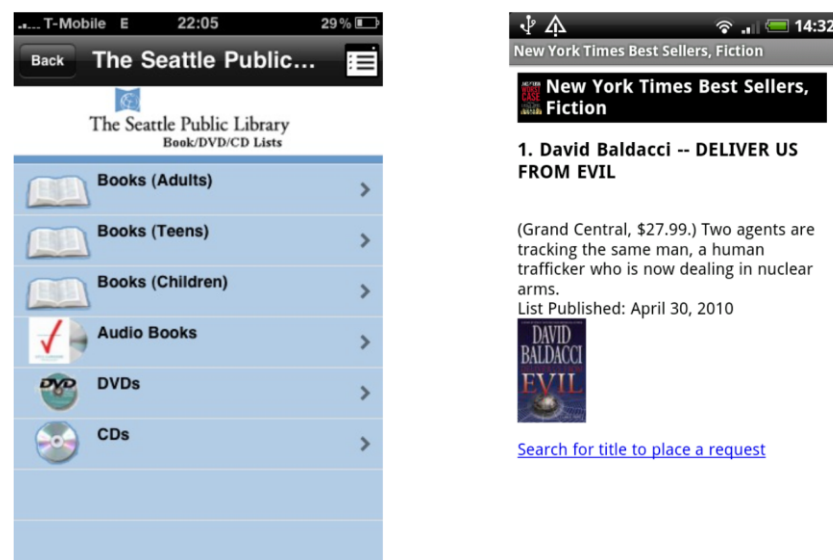 T-Mobile E 22:05 29%
Back The Seattle Public...
The Seattle Public Library
Book/DVD/CD Lists
Books (Adults)
Books (Teens)
Books (Children)
Audio Books
DVD
DVDs
CDs
14:32
New York Times Best Sellers, Fiction
WORST
CASE
New York Times Best Sellers,
Fiction
1. David Baldacci -- DELIVER US
FROM EVIL
(Grand Central, $27.99.) Two agents are
tracking the same man, a human
trafficker who is now dealing in nuclear
arms.
List Published: April 30, 2010
DAVID
BALDACCI
EVIL
Search for title to place a request